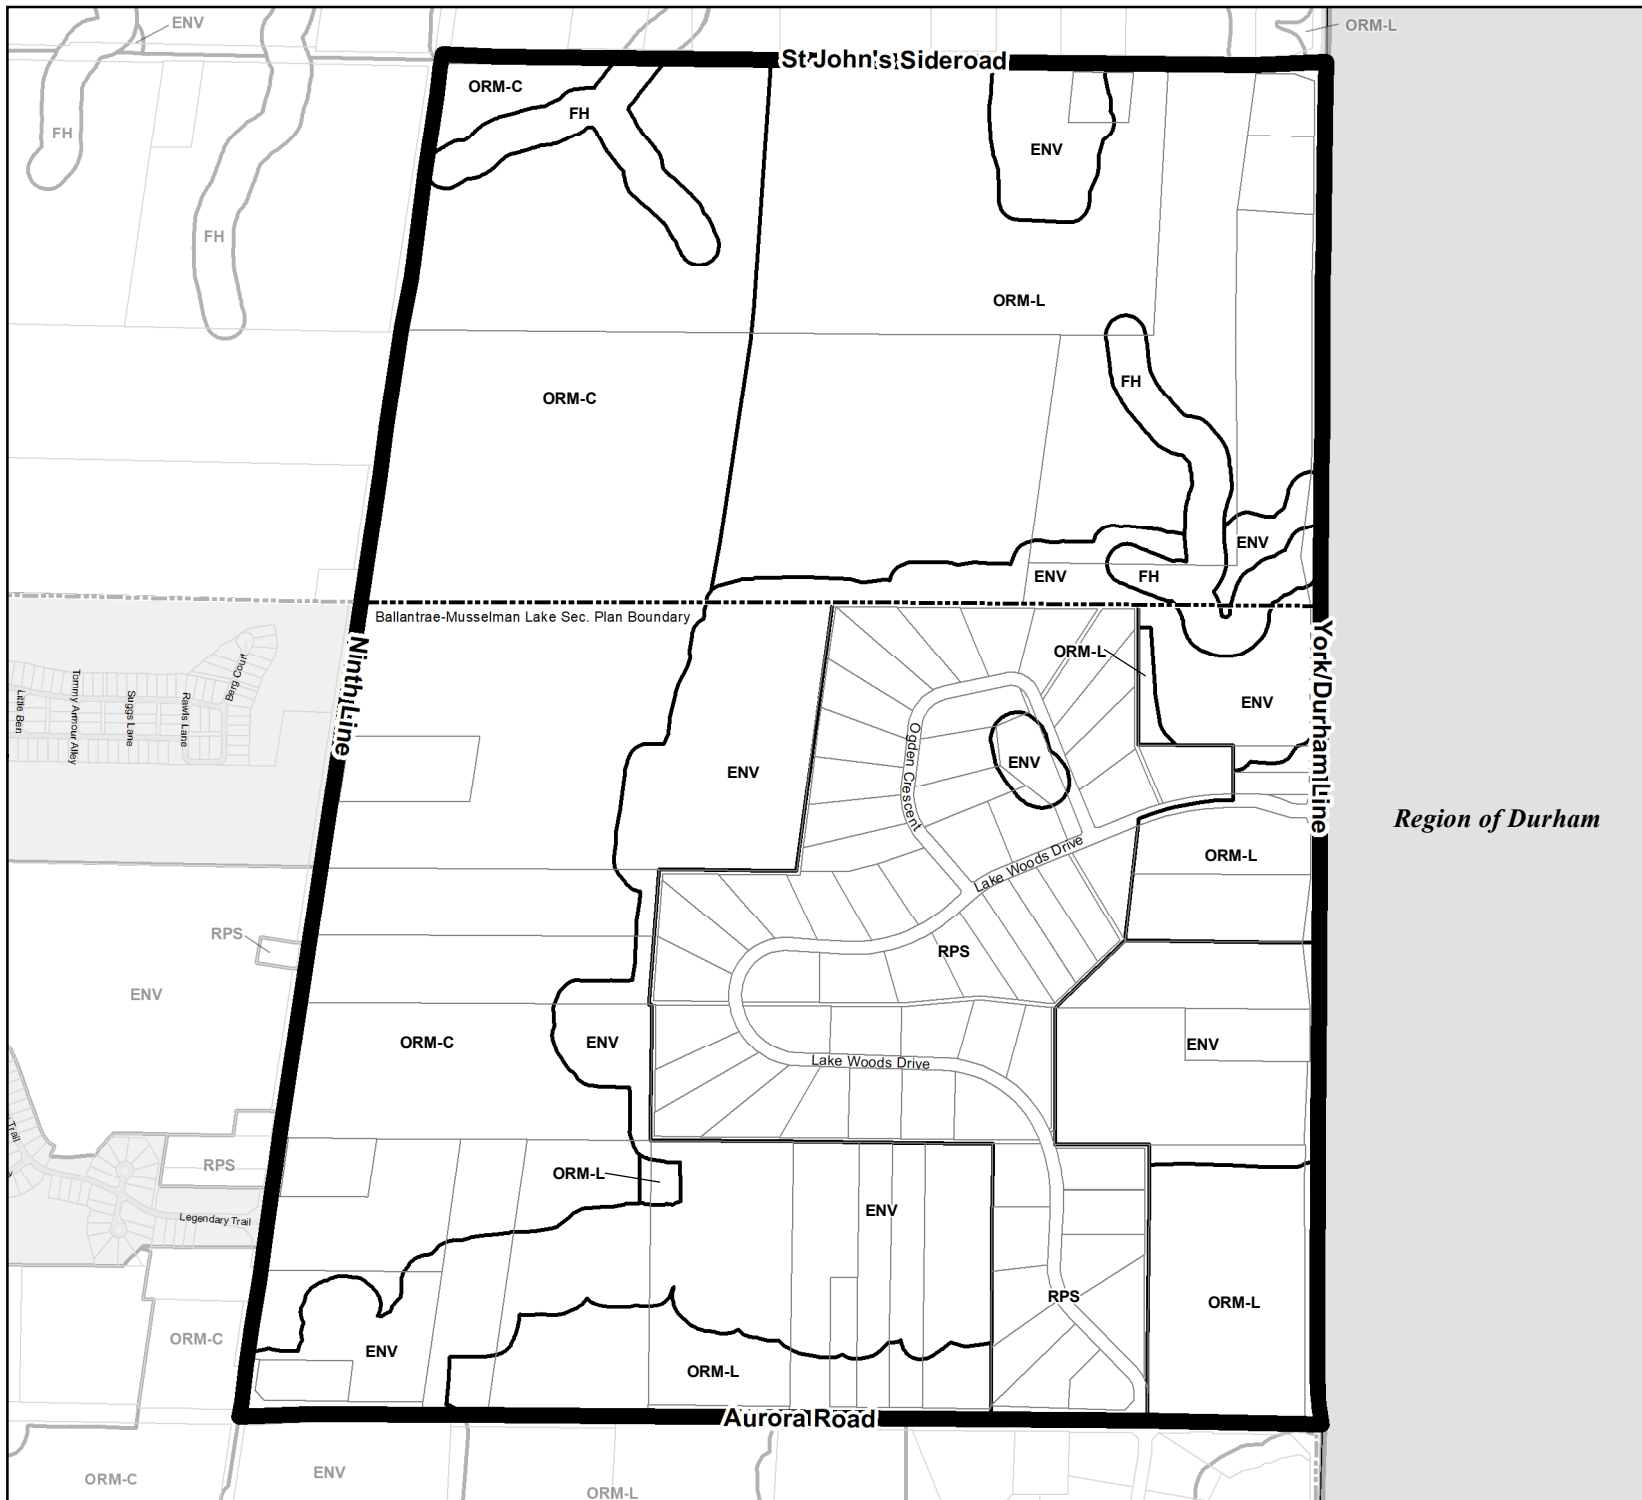 ENV
ORM-L
St John's Sideroad
ORM-C
FH
FH
ENV
FH
ORM-L
FH
ORM-C
ENV
ENV
FH
Ballantrae-Musselman Lake Sec. Plan Boundary
Ninth Line
York/Durham Line
ORM-L
ENV
Berg Court
Tommy Armour Alley
Suggs Lane
Rawls Lane
Little Ben
Ogden Crescent
ENV
ENV
Region of Durham
Lake Woods Drive
ORM-L
RPS
RPS
ENV
ORM-C
ENV
ENV
Lake Woods Drive
Trail
RPS
ORM-L
ENV
Legendary Trail
RPS
ORM-L
ORM-C
ENV
ORM-L
Aurora Road
ORM-C
ENV
ORM-L